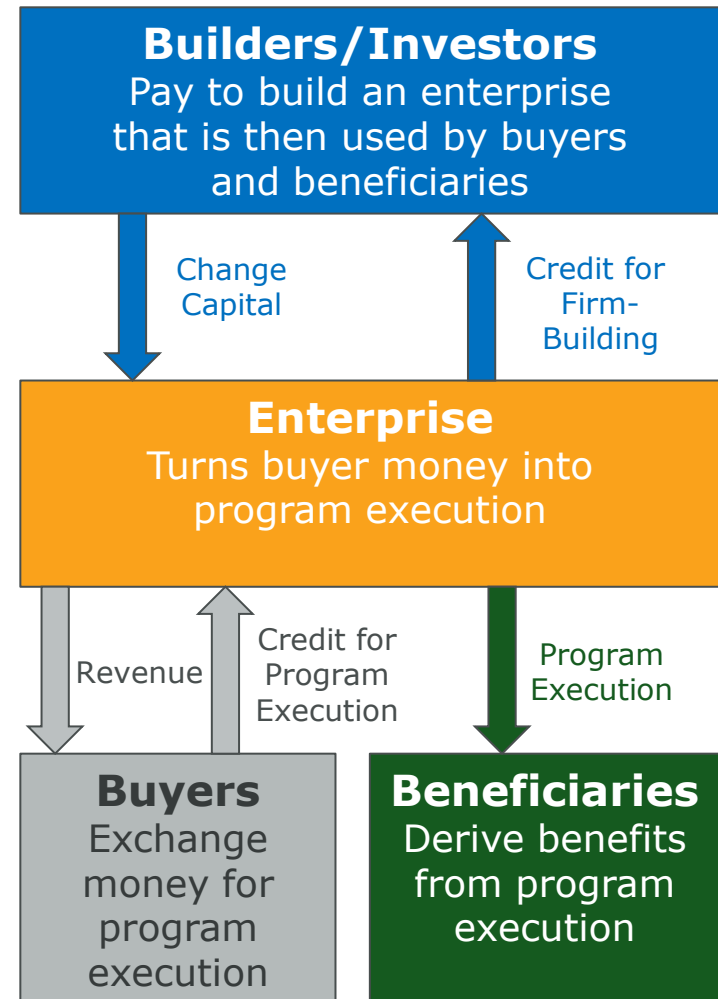 Builders/Investors
Pay to build an enterprise
that is then used by buyers
and beneficiaries
Change
Capital
Credit for
Firm-
Building
Enterprise
Turns buyer money into
program execution
Revenue
Credit for
Program
Execution
Program
Execution
Buyers
Exchange
money for
program
execution
Beneficiaries
Derive benefits
from program
execution